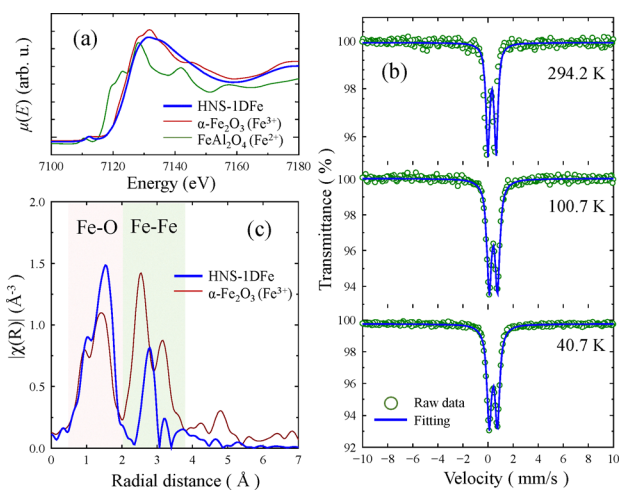 (a)
μ(E) (arb. u.)
HNS-1DFe
α-Fe₂O₃ (Fe³⁺)
FeAl₂O₄ (Fe²⁺)
7100 7120 7140 7160 7180
Energy (eV)
(c)
Fe-O Fe-Fe
|χ(R)| (Å⁻³)
2.0
1.5
1.0
0.5
0.0
HNS-1DFe
α-Fe₂O₃ (Fe³⁺)
0 1 2 3 4 5 6 7
Radial distance ( Å )
(b)
Transmittance ( % )
100
98
96
294.2 K
100
98
96
94
100.7 K
100
98
96
94
92
40.7 K
Raw data
Fitting
-10 -8 -6 -4 -2 0 2 4 6 8 10
Velocity ( mm/s )